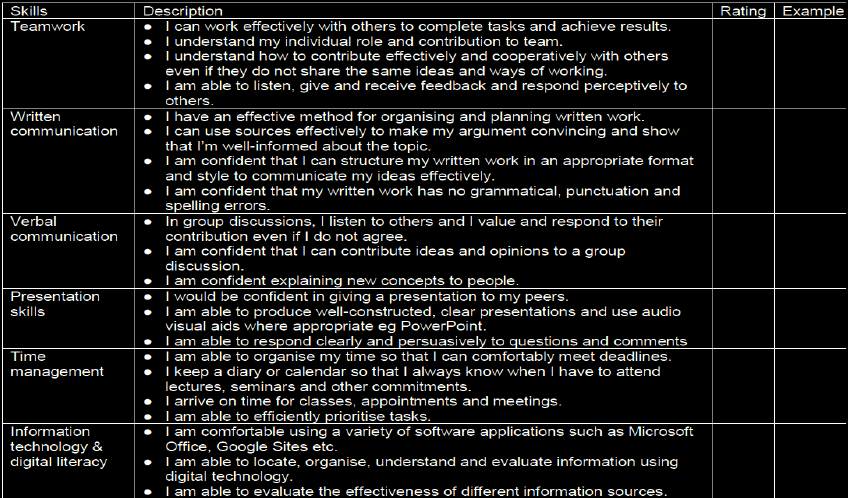 Skills Description Rating Example
Teamwork ● I can work effectively with others to complete tasks and achieve results.
● I understand my individual role and contribution to team.
● I understand how to contribute effectively and cooperatively with others
even if they do not share the same ideas and ways of working.
● I am able to listen, give and receive feedback and respond perceptively to
others.
Written ● I have an effective method for organising and planning written work.
communication ● I can use sources effectively to make my argument convincing and show
that I'm well-informed about the topic.
● I am confident that I can structure my written work in an appropriate format
and style to communicate my ideas effectively.
● I am confident that my written work has no grammatical, punctuation and
spelling errors.
Verbal ● In group discussions, I listen to others and I value and respond to their
communication contribution even if I do not agree.
● I am confident that I can contribute ideas and opinions to a group
discussion.
● I am confident explaining new concepts to people.
Presentation ● I would be confident in giving a presentation to my peers.
skills ● I am able to produce well-constructed, clear presentations and use audio
visual aids where appropriate eg PowerPoint.
● I am able to respond clearly and persuasively to questions and comments
Time ● I am able to organise my time so that I can comfortably meet deadlines.
management ● I keep a diary or calendar so that I always know when I have to attend
lectures, seminars and other commitments.
● I arrive on time for classes, appointments and meetings.
● I am able to efficiently prioritise tasks.
Information ● I am comfortable using a variety of software applications such as Microsoft
technology & Office, Google Sites etc.
digital literacy ● I am able to locate, organise, understand and evaluate information using
digital technology.
● I am able to evaluate the effectiveness of different information sources.